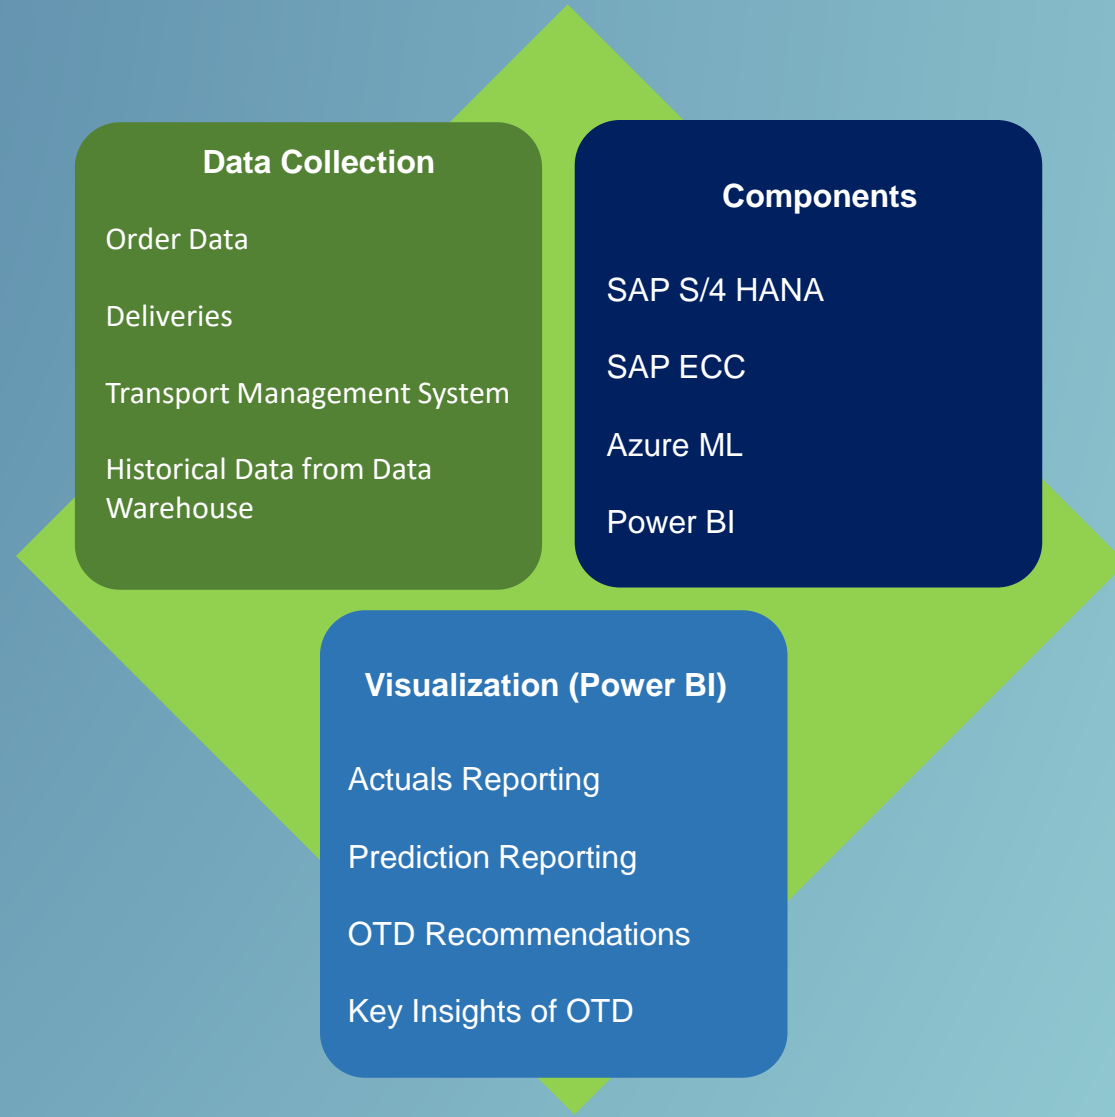 Data Collection
Order Data
Deliveries
Transport Management System
Historical Data from Data
Warehouse
Components
SAP S/4 HANA
SAP ECC
Azure ML
Power BI
Visualization (Power BI)
Actuals Reporting
Prediction Reporting
OTD Recommendations
Key Insights of OTD